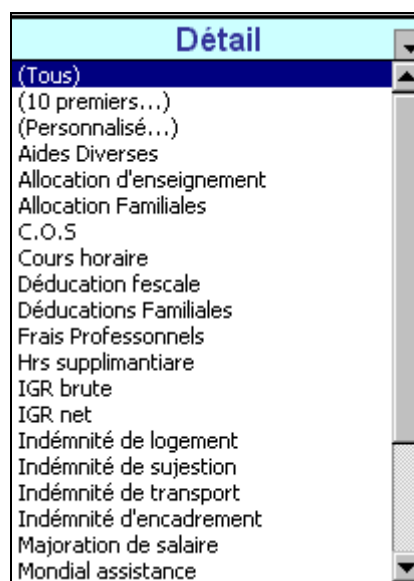 Détail
(Tous)
(10 premiers...)
(Personnalisé...)
Aides Diverses
Allocation d'enseignement
Allocation Familiales
C.O.S
Cours horaire
Déducation fescale
Déducations Familiales
Frais Professionnels
Hrs supplimantiare
IGR brute
IGR net
Indémnité de logement
Indémnité de sujestion
Indémnité de transport
Indémnité d'encadrement
Majoration de salaire
Mondial assistance